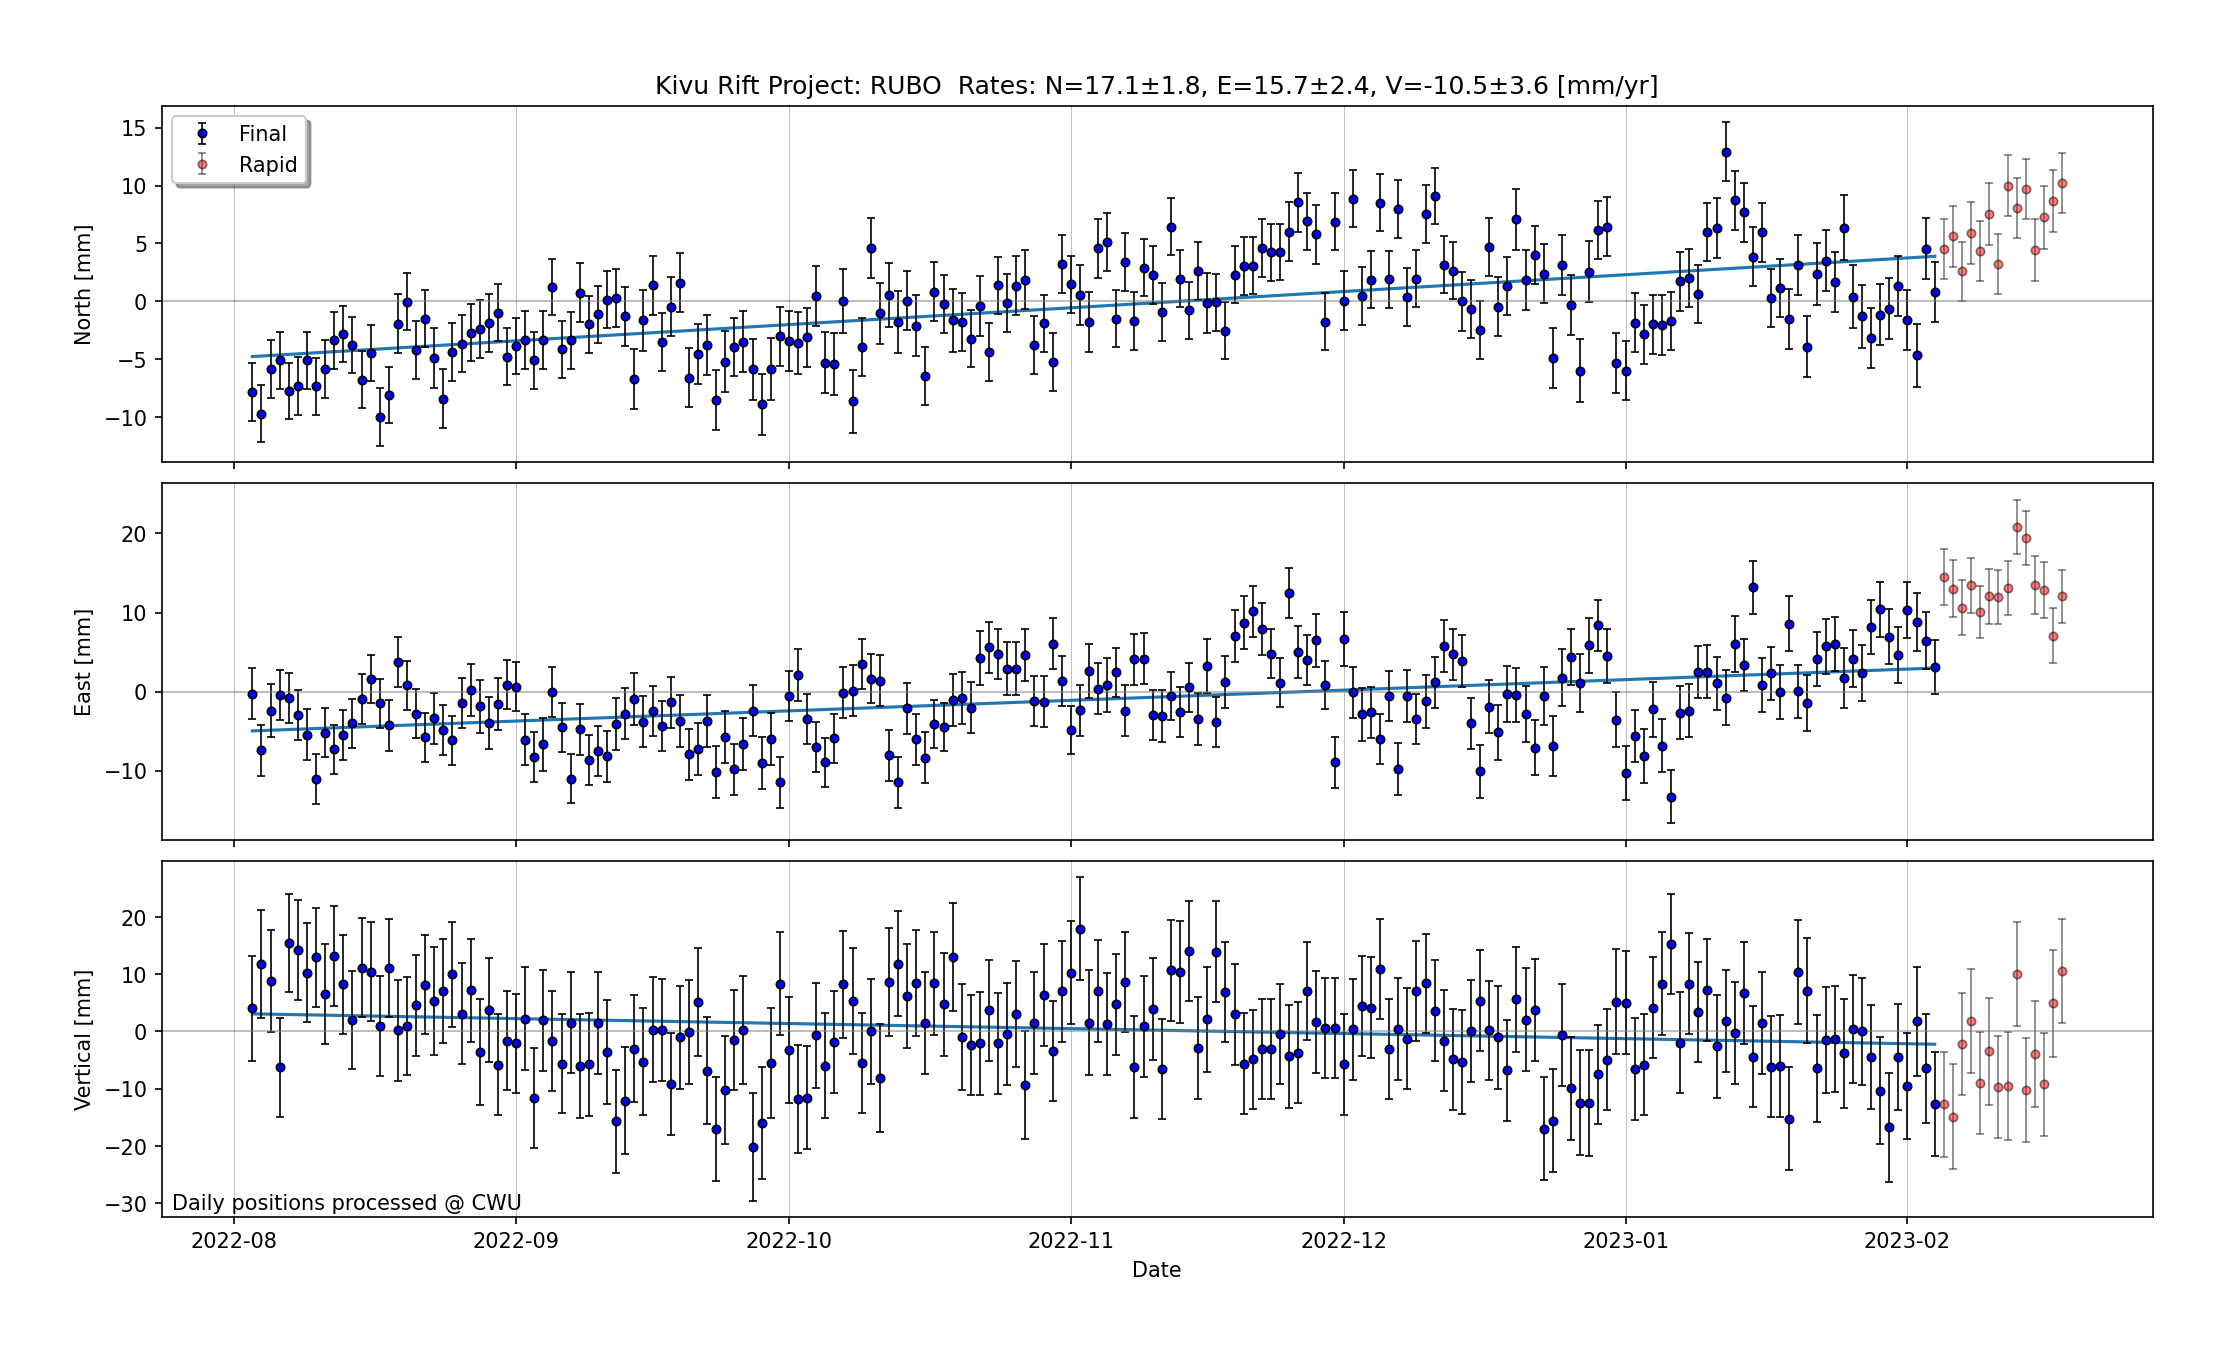 Kivu Rift Project: RUBO  Rates: N=17.1±1.8, E=15.7±2.4, V=-10.5±3.6 [mm/yr]
Final
Rapid
North [mm]
15
10
5
0
−5
−10
East [mm]
20
10
0
−10
Vertical [mm]
20
10
0
−10
−20
−30
Daily positions processed @ CWU
2022-08
2022-09
2022-10
2022-11
2022-12
2023-01
2023-02
Date